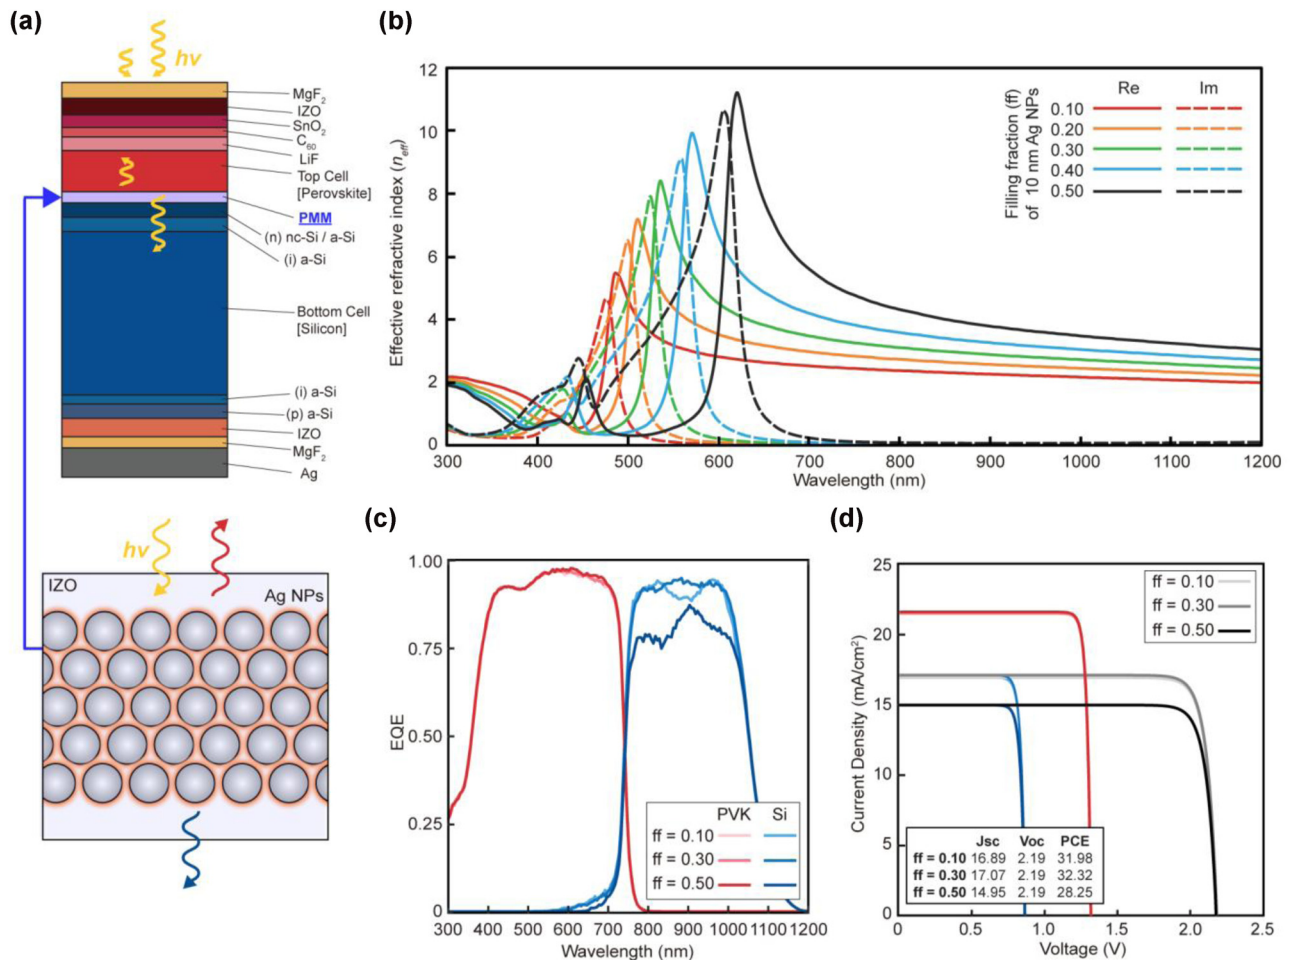 (a)
hv
MgF2
IZO
SnO2
C60
LiF
Top Cell
[Perovskite]
PMM
(n) nc-Si / a-Si
(i) a-Si
Bottom Cell
[Silicon]
(i) a-Si
(p) a-Si
IZO
MgF2
Ag
hv
IZO
Ag NPs
(b)
Effective refractive index (neff)
12
10
8
6
4
2
0
300 400 500 600 700 800 900 1000 1100 1200
Wavelength (nm)
Filling fraction (ff)
of 10 nm Ag NPs
Re Im
0.10
0.20
0.30
0.40
0.50
(c)
EQE
1.00
0.75
0.50
0.25
0
300 400 500 600 700 800 900 1000 1100 1200
Wavelength (nm)
PVK Si
ff = 0.10
ff = 0.30
ff = 0.50
(d)
Current Density (mA/cm2)
25
20
15
10
5
0
0 0.5 1.0 1.5 2.0 2.5
Voltage (V)
ff = 0.10
ff = 0.30
ff = 0.50
Jsc Voc PCE
ff = 0.10 16.89 2.19 31.98
ff = 0.30 17.07 2.19 32.32
ff = 0.50 14.95 2.19 28.25